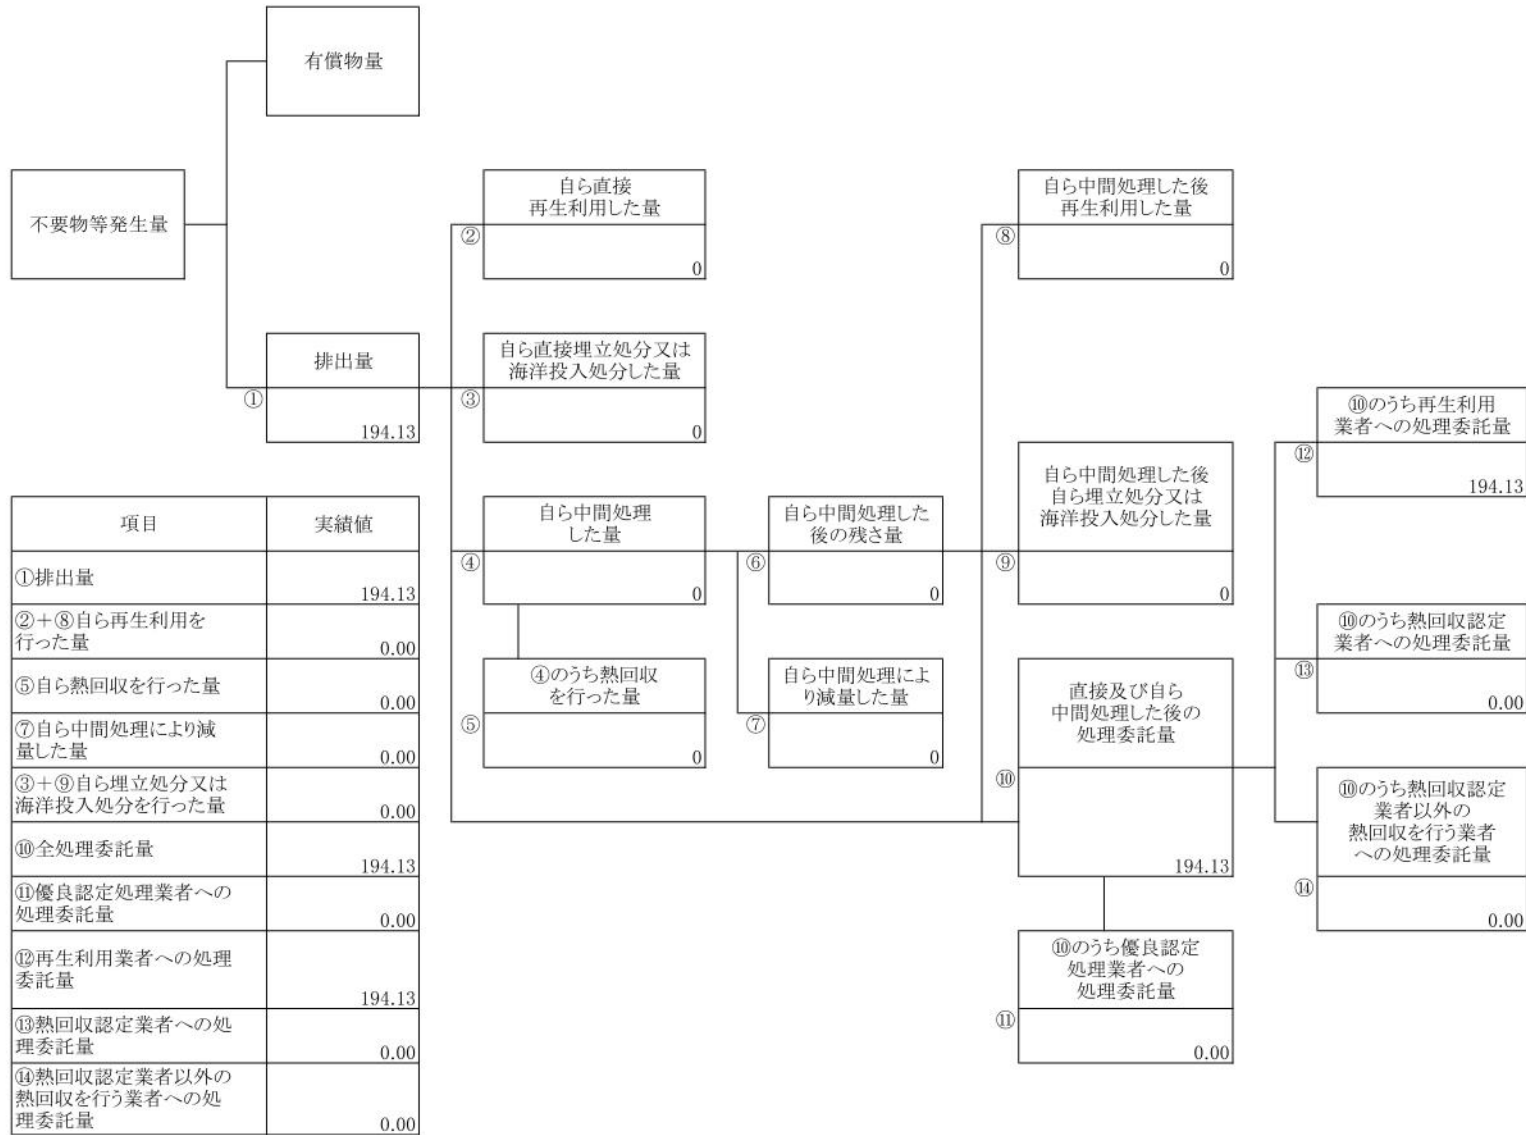 有償物量
不要物等発生量
自ら直接
再生利用した量
②
0
自ら中間処理した後
再生利用した量
⑧
0
排出量
①
194.13
自ら直接埋立処分又は
海洋投入処分した量
③
0
⑩のうち再生利用
業者への処理委託量
⑫
194.13
自ら中間処理
した量
④
0
自ら中間処理した
後の残さ量
⑥
0
自ら中間処理した後
自ら埋立処分又は
海洋投入処分した量
⑨
0
⑩のうち熱回収認定
業者への処理委託量
⑬
0.00
④のうち熱回収
を行った量
⑤
0
自ら中間処理によ
り減量した量
⑦
0
直接及び自ら
中間処理した後の
処理委託量
⑩
194.13
⑩のうち熱回収認定
業者以外の
熱回収を行う業者
への処理委託量
⑭
0.00
⑩のうち優良認定
処理業者への
処理委託量
⑪
0.00
項目
実績値
①排出量
194.13
②+⑧自ら再生利用を
行った量
0.00
⑤自ら熱回収を行った量
0.00
⑦自ら中間処理により減
量した量
0.00
③+⑨自ら埋立処分又は
海洋投入処分を行った量
0.00
⑩全処理委託量
194.13
⑪優良認定処理業者への
処理委託量
0.00
⑫再生利用業者への処理
委託量
194.13
⑬熱回収認定業者への処
理委託量
0.00
⑭熱回収認定業者以外の
熱回収を行う業者への処
理委託量
0.00